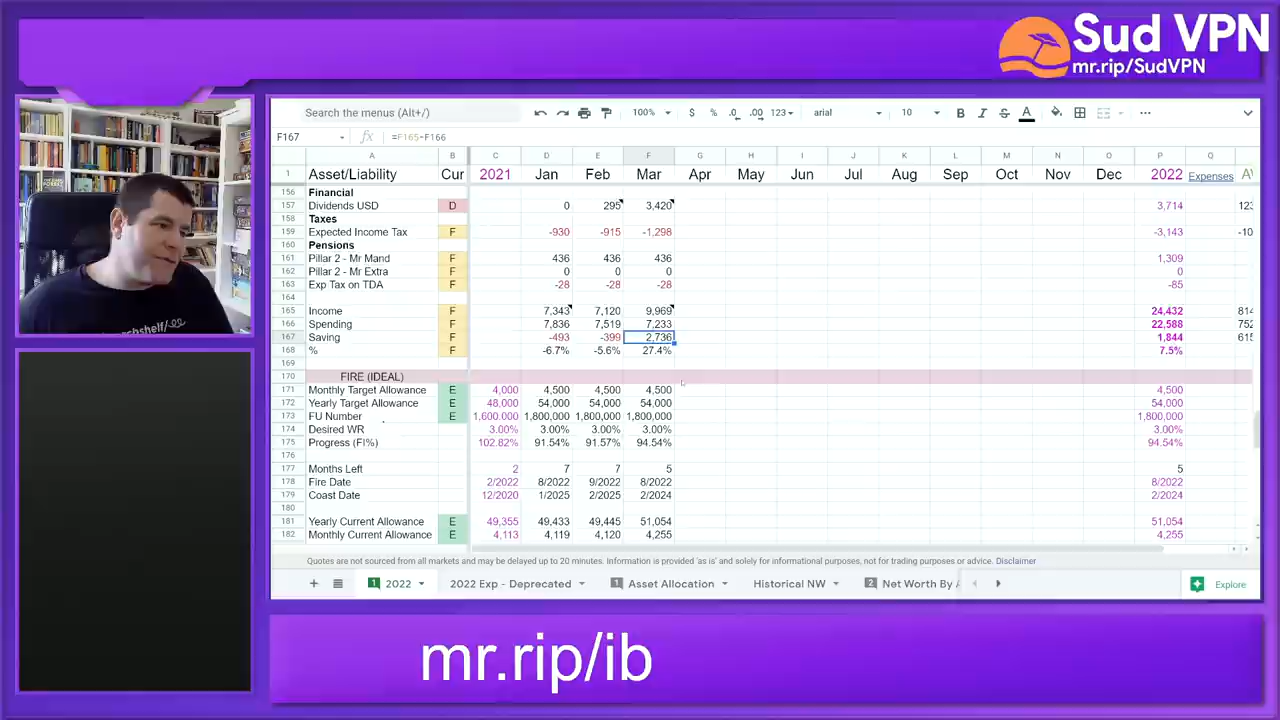 Sud VPN
mr.rip/SudVPN
Search the menus (Alt+/) 100% $ % .0 .00 123 arial 10 B I S A
F167 fx =F165-F166
A B C D E F G H I J K L M N O P Q
1 Asset/Liability Cur 2021 Jan Feb Mar Apr May Jun Jul Aug Sep Oct Nov Dec 2022 Expenses
156 Financial
157 Dividends USD D 0 295 3,420 3,714 123
158 Taxes
159 Expected Income Tax F -930 -915 -1,298 -3,143 -10
160 Pensions
161 Pillar 2 - Mr Mand F 436 436 436 1,309
162 Pillar 2 - Mr Extra F 0 0 0 0
163 Exp Tax on TDA F -28 -28 -28 -85
164
165 Income F 7,343 7,120 9,969 24,432 814
166 Spending F 7,836 7,519 7,233 22,588 752
167 Saving F -493 -399 2,736 1,844 615
168 % F -6.7% -5.6% 27.4% 7.5%
169
170 FIRE (IDEAL)
171 Monthly Target Allowance E 4,000 4,500 4,500 4,500 4,500
172 Yearly Target Allowance E 48,000 54,000 54,000 54,000 54,000
173 FU Number E 1,600,000 1,800,000 1,800,000 1,800,000 1,800,000
174 Desired WR 3.00% 3.00% 3.00% 3.00% 3.00%
175 Progress (FI%) 102.82% 91.54% 91.57% 94.54% 94.54%
176
177 Months Left 2 7 7 5 5
178 Fire Date 2/2022 8/2022 9/2022 8/2022 8/2022
179 Coast Date 12/2020 1/2025 2/2025 2/2024 2/2024
180
181 Yearly Current Allowance E 49,355 49,433 49,445 51,054 51,054
182 Monthly Current Allowance E 4,113 4,119 4,120 4,255 4,255
Quotes are not sourced from all markets and may be delayed up to 20 minutes. Information is provided 'as is' and solely for informational purposes, not for trading purposes or advice. Disclaimer
+ 1 2022 2022 Exp - Deprecated 1 Asset Allocation Historical NW 2 Net Worth By Explore
mr.rip/ib